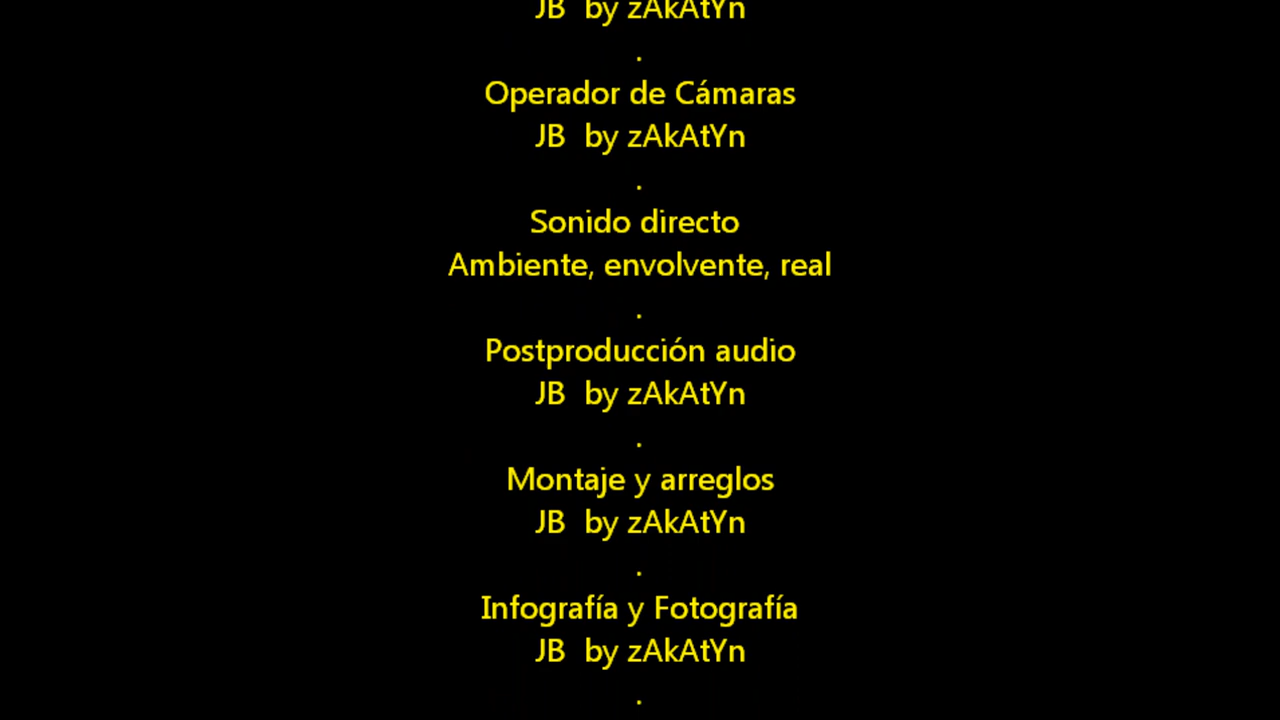 JB by zAkAtYn
.
Operador de Cámaras
JB by zAkAtYn
.
Sonido directo
Ambiente, envolvente, real
.
Postproducción audio
JB by zAkAtYn
.
Montaje y arreglos
JB by zAkAtYn
.
Infografía y Fotografía
JB by zAkAtYn
.